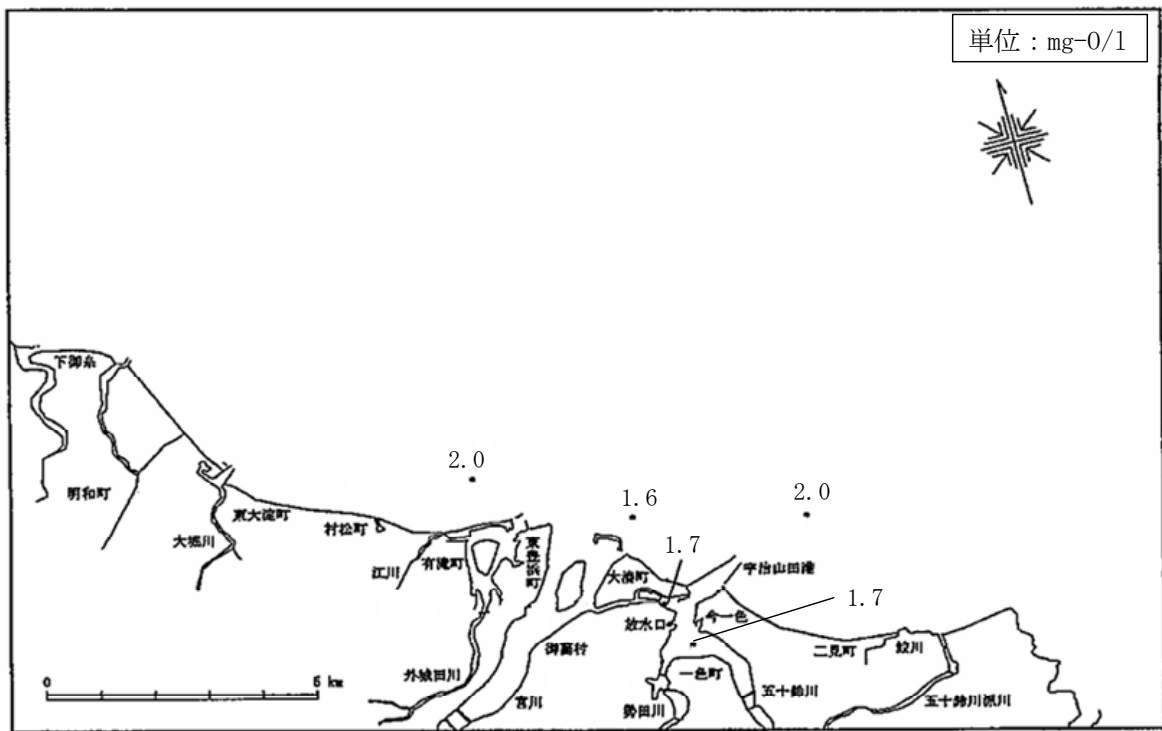 単位：mg-O/l
下御糸
明和町
大堀川
東大淀町
村松町
江川
有滝町
東豊浜町
外城田川
宮川
御薗村
大湊町
放水口
勢田川
一色町
今一色
宇治山田港
五十鈴川
二見町
鮫川
五十鈴川派川
2.0
1.6
2.0
1.7
1.7
0
6 km